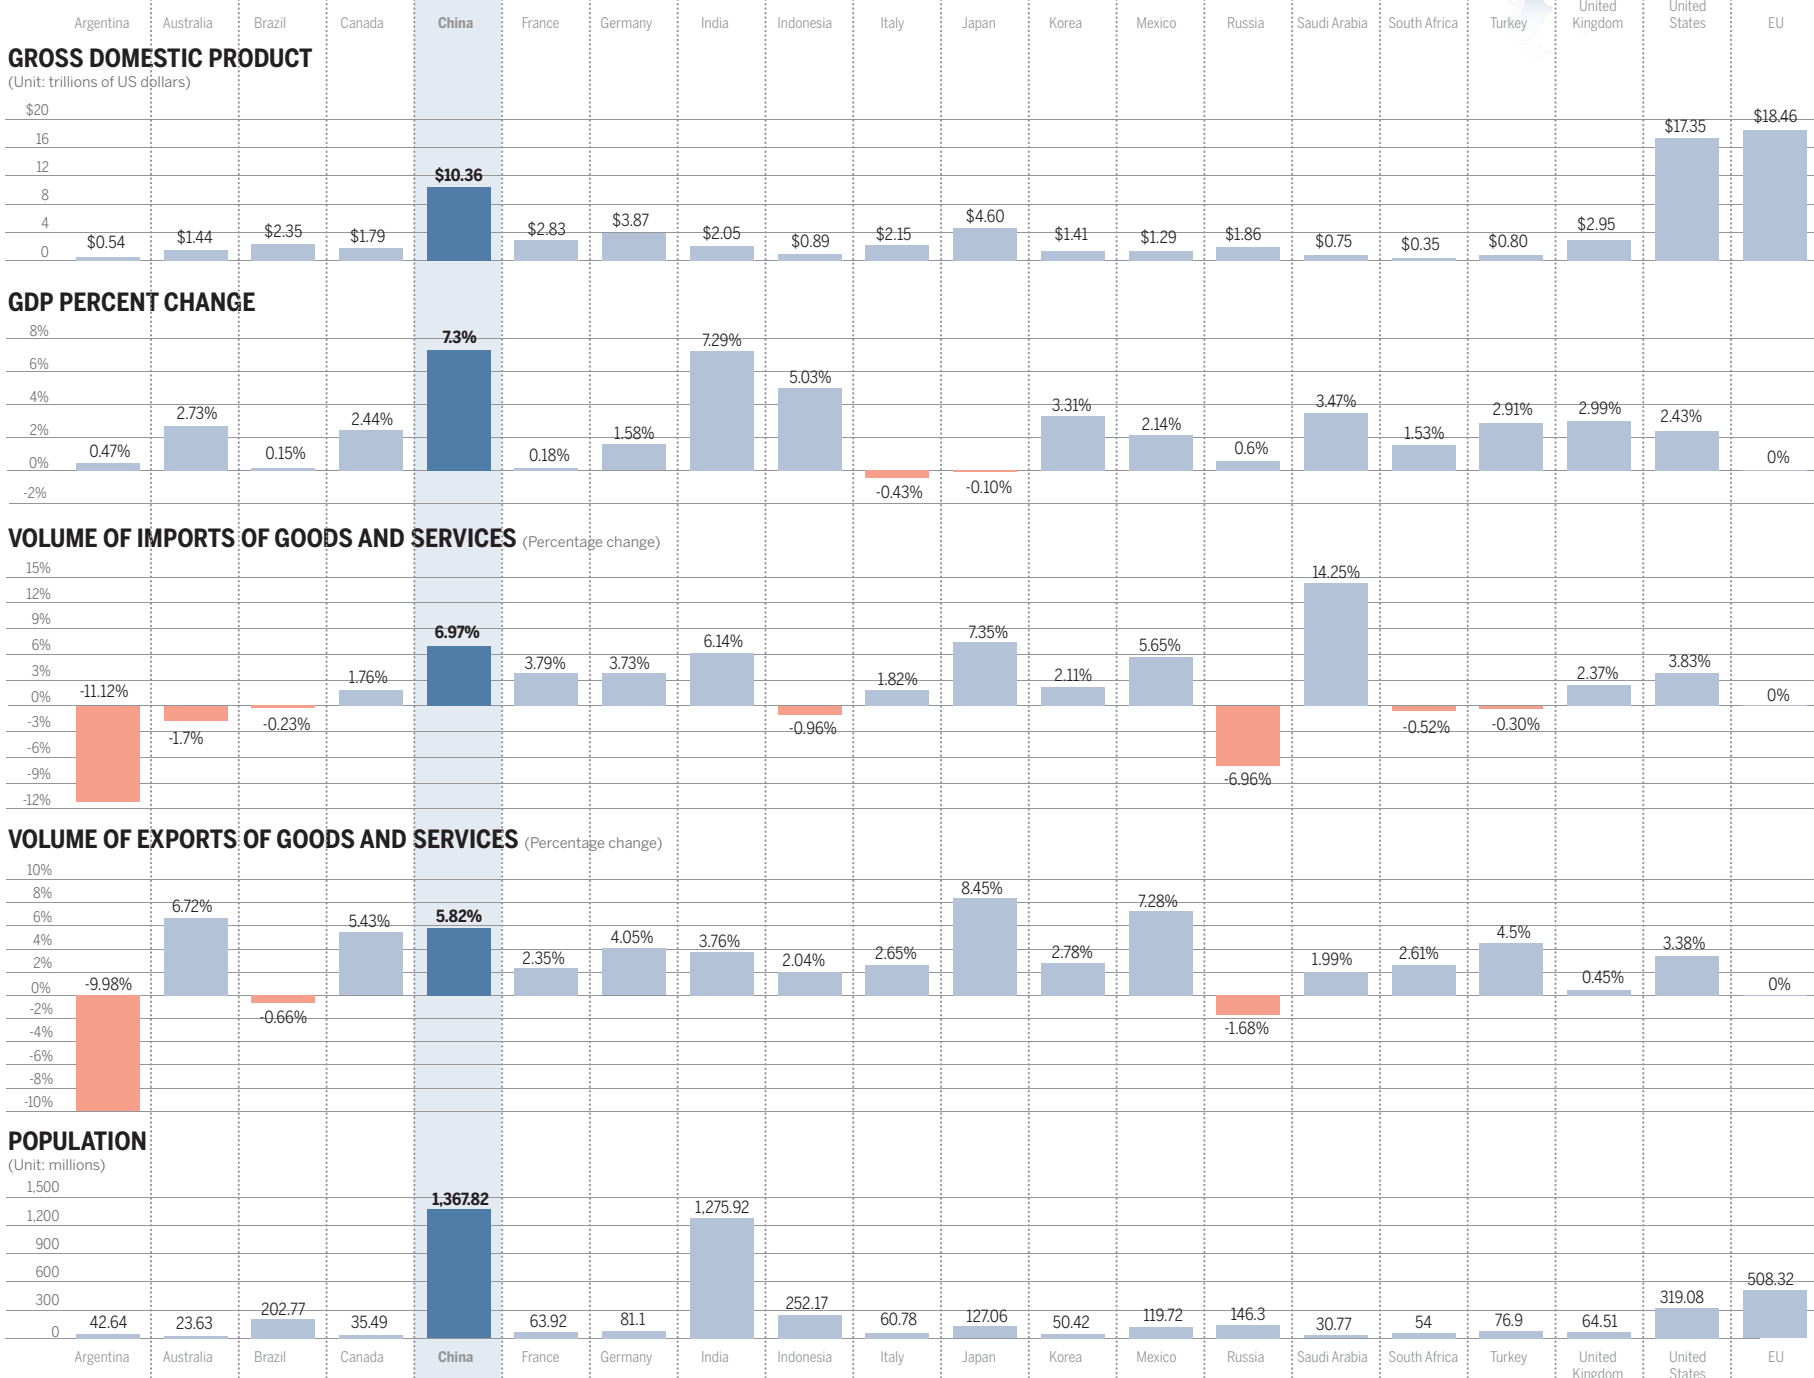 Argentina Australia Brazil Canada China France Germany India Indonesia Italy Japan Korea Mexico Russia Saudi Arabia South Africa Turkey United Kingdom United States EU
GROSS DOMESTIC PRODUCT
(Unit: trillions of US dollars)
$20
16
12
8
4
0
$0.54 $1.44 $2.35 $1.79 $10.36 $2.83 $3.87 $2.05 $0.89 $2.15 $4.60 $1.41 $1.29 $1.86 $0.75 $0.35 $0.80 $2.95 $17.35 $18.46
GDP PERCENT CHANGE
8%
6%
4%
2%
0%
-2%
0.47% 2.73% 0.15% 2.44% 7.3% 0.18% 1.58% 7.29% 5.03% -0.43% -0.10% 3.31% 2.14% 0.6% 3.47% 1.53% 2.91% 2.99% 2.43% 0%
VOLUME OF IMPORTS OF GOODS AND SERVICES (Percentage change)
15%
12%
9%
6%
3%
0%
-3%
-6%
-9%
-12%
-11.12% -1.7% -0.23% 1.76% 6.97% 3.79% 3.73% 6.14% -0.96% 1.82% 7.35% 2.11% 5.65% -6.96% 14.25% -0.52% -0.30% 2.37% 3.83% 0%
VOLUME OF EXPORTS OF GOODS AND SERVICES (Percentage change)
10%
8%
6%
4%
2%
0%
-2%
-4%
-6%
-8%
-10%
-9.98% 6.72% -0.66% 5.43% 5.82% 2.35% 4.05% 3.76% 2.04% 2.65% 8.45% 2.78% 7.28% -1.68% 1.99% 2.61% 4.5% 0.45% 3.38% 0%
POPULATION
(Unit: millions)
1,500
1,200
900
600
300
0
42.64 23.63 202.77 35.49 1,367.82 63.92 81.1 1,275.92 252.17 60.78 127.06 50.42 119.72 146.3 30.77 54 76.9 64.51 319.08 508.32
Argentina Australia Brazil Canada China France Germany India Indonesia Italy Japan Korea Mexico Russia Saudi Arabia South Africa Turkey United Kingdom United States EU